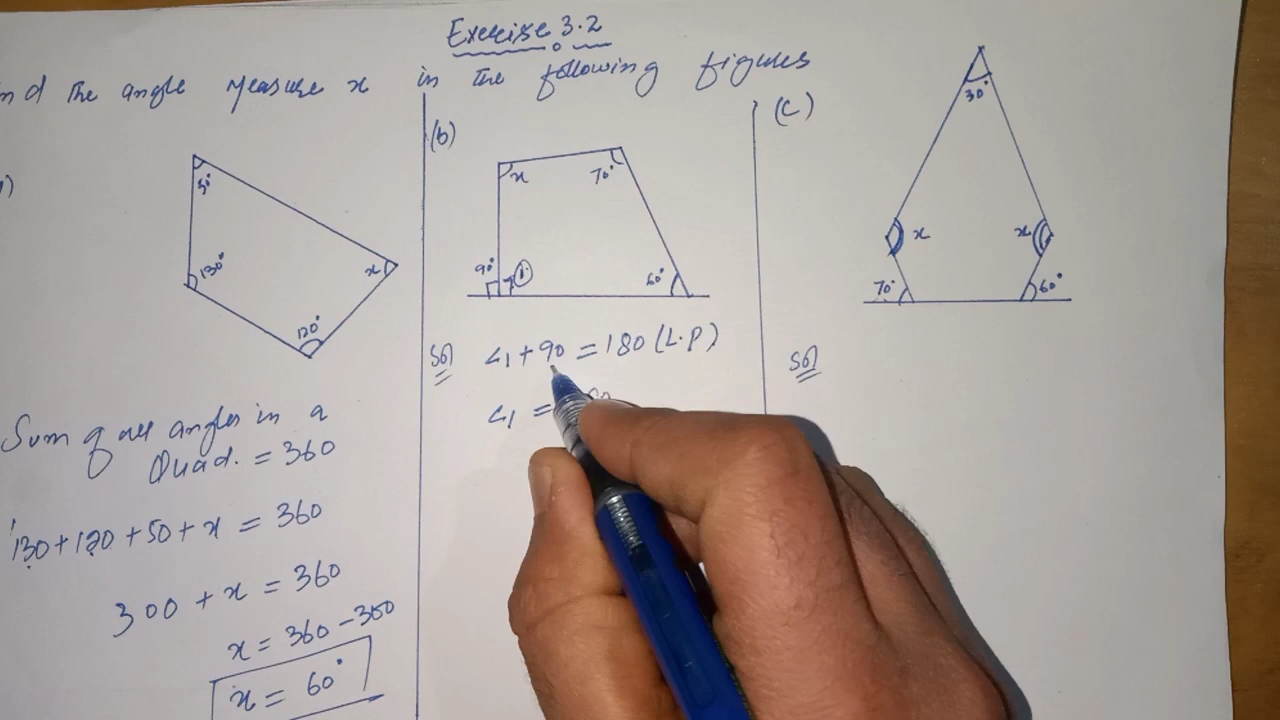 Exercise 3.2
nd the angle measure x in the following figures
50°
130°
120°
x
Sum of all angles in a
Quad. = 360
130+120+50+x = 360
300 + x = 360
x = 360-300
x = 60°
(b)
x
70°
90°
1
60°
Sol
∠1 + 90 = 180 (L.P)
∠1 =
(c)
30°
x
x
70°
60°
Sol